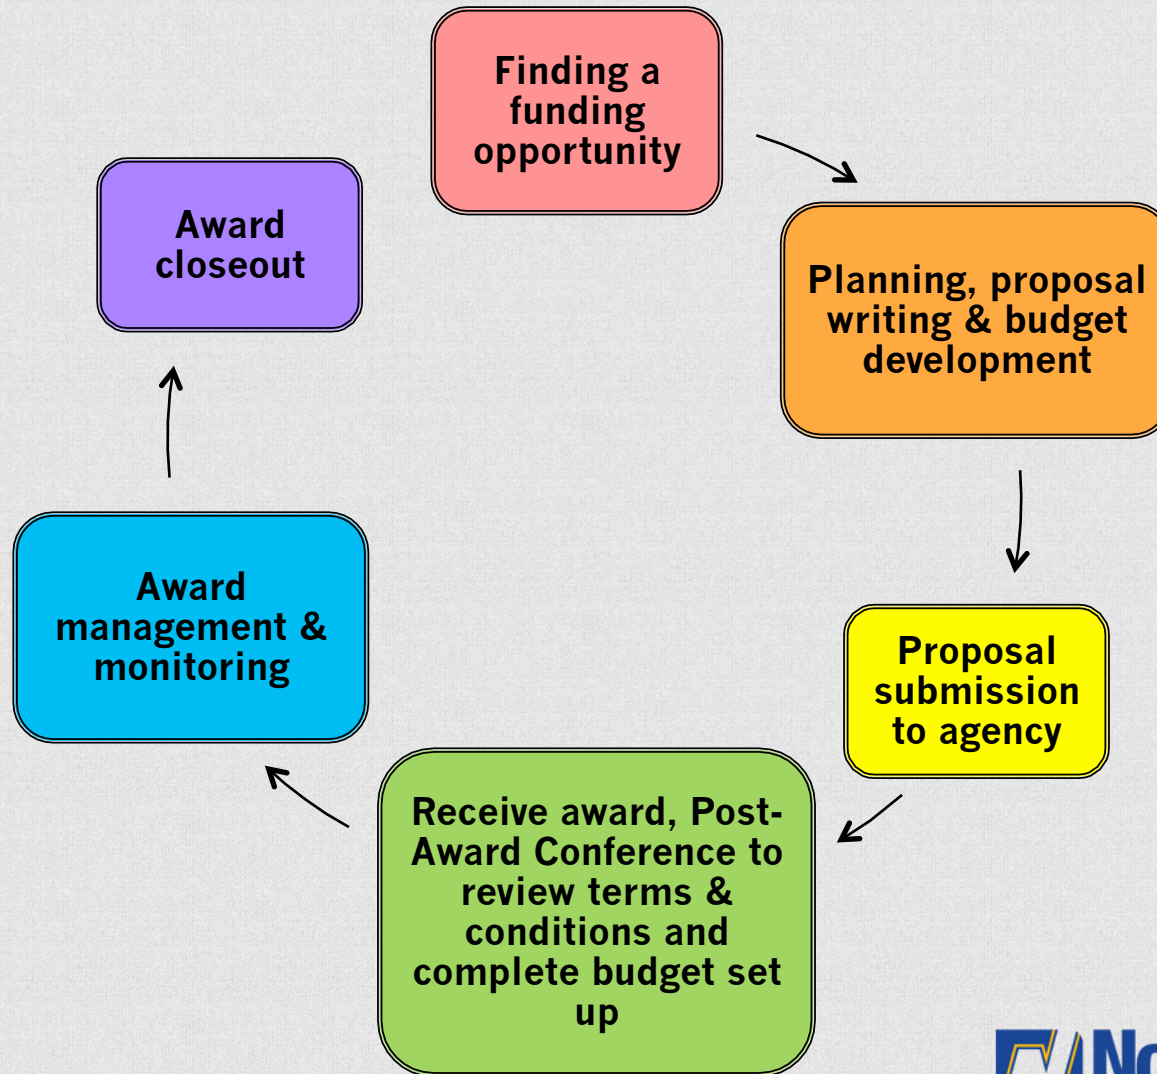 Finding a
funding
opportunity
Planning, proposal
writing & budget
development
Proposal
submission
to agency
Receive award, Post-
Award Conference to
review terms &
conditions and
complete budget set
up
Award
management &
monitoring
Award
closeout